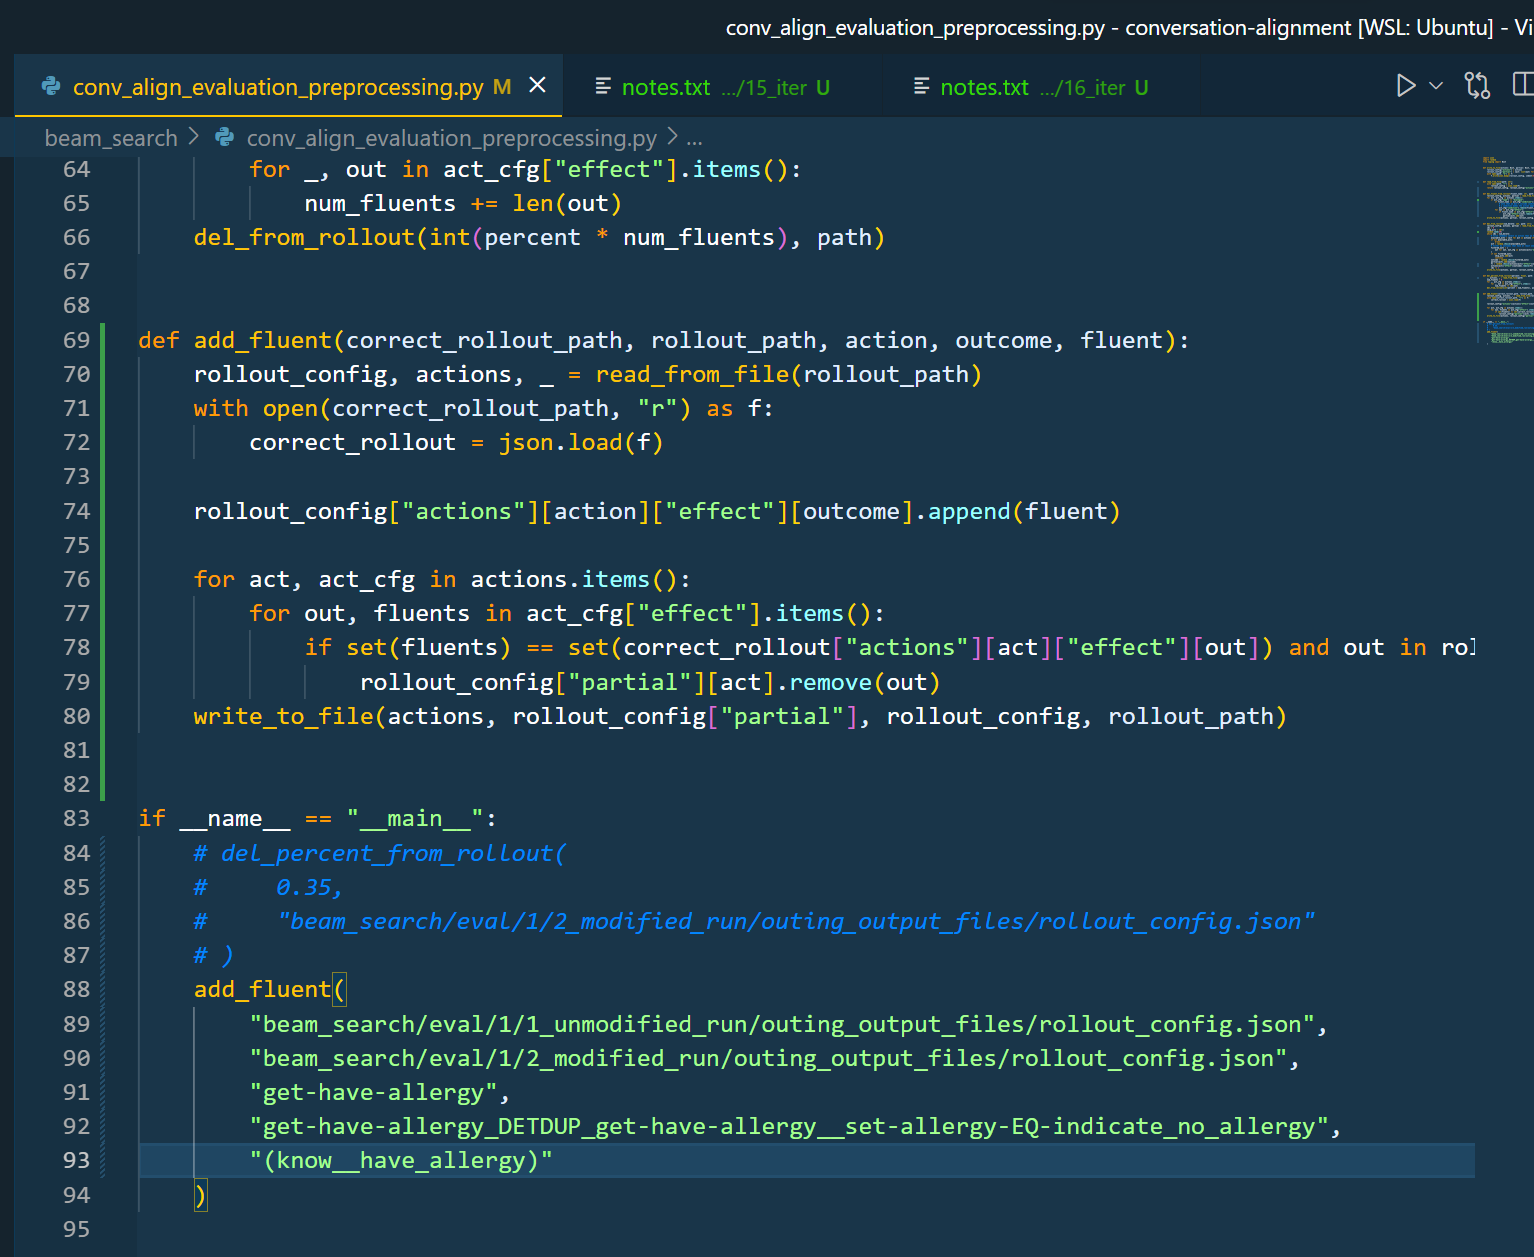 conv_align_evaluation_preprocessing.py - conversation-alignment [WSL: Ubuntu] - Vi
conv_align_evaluation_preprocessing.py M
notes.txt .../15_iter U
notes.txt .../16_iter U
beam_search > conv_align_evaluation_preprocessing.py > ...
64 for _, out in act_cfg["effect"].items():
65 num_fluents += len(out)
66 del_from_rollout(int(percent * num_fluents), path)
67
68
69 def add_fluent(correct_rollout_path, rollout_path, action, outcome, fluent):
70 rollout_config, actions, _ = read_from_file(rollout_path)
71 with open(correct_rollout_path, "r") as f:
72 correct_rollout = json.load(f)
73
74 rollout_config["actions"][action]["effect"][outcome].append(fluent)
75
76 for act, act_cfg in actions.items():
77 for out, fluents in act_cfg["effect"].items():
78 if set(fluents) == set(correct_rollout["actions"][act]["effect"][out]) and out in rol
79 rollout_config["partial"][act].remove(out)
80 write_to_file(actions, rollout_config["partial"], rollout_config, rollout_path)
81
82
83 if __name__ == "__main__":
84 # del_percent_from_rollout(
85 # 0.35,
86 # "beam_search/eval/1/2_modified_run/outing_output_files/rollout_config.json"
87 # )
88 add_fluent(
89 "beam_search/eval/1/1_unmodified_run/outing_output_files/rollout_config.json",
90 "beam_search/eval/1/2_modified_run/outing_output_files/rollout_config.json",
91 "get-have-allergy",
92 "get-have-allergy_DETDUP_get-have-allergy__set-allergy-EQ-indicate_no_allergy",
93 "(know__have_allergy)"
94 )
95